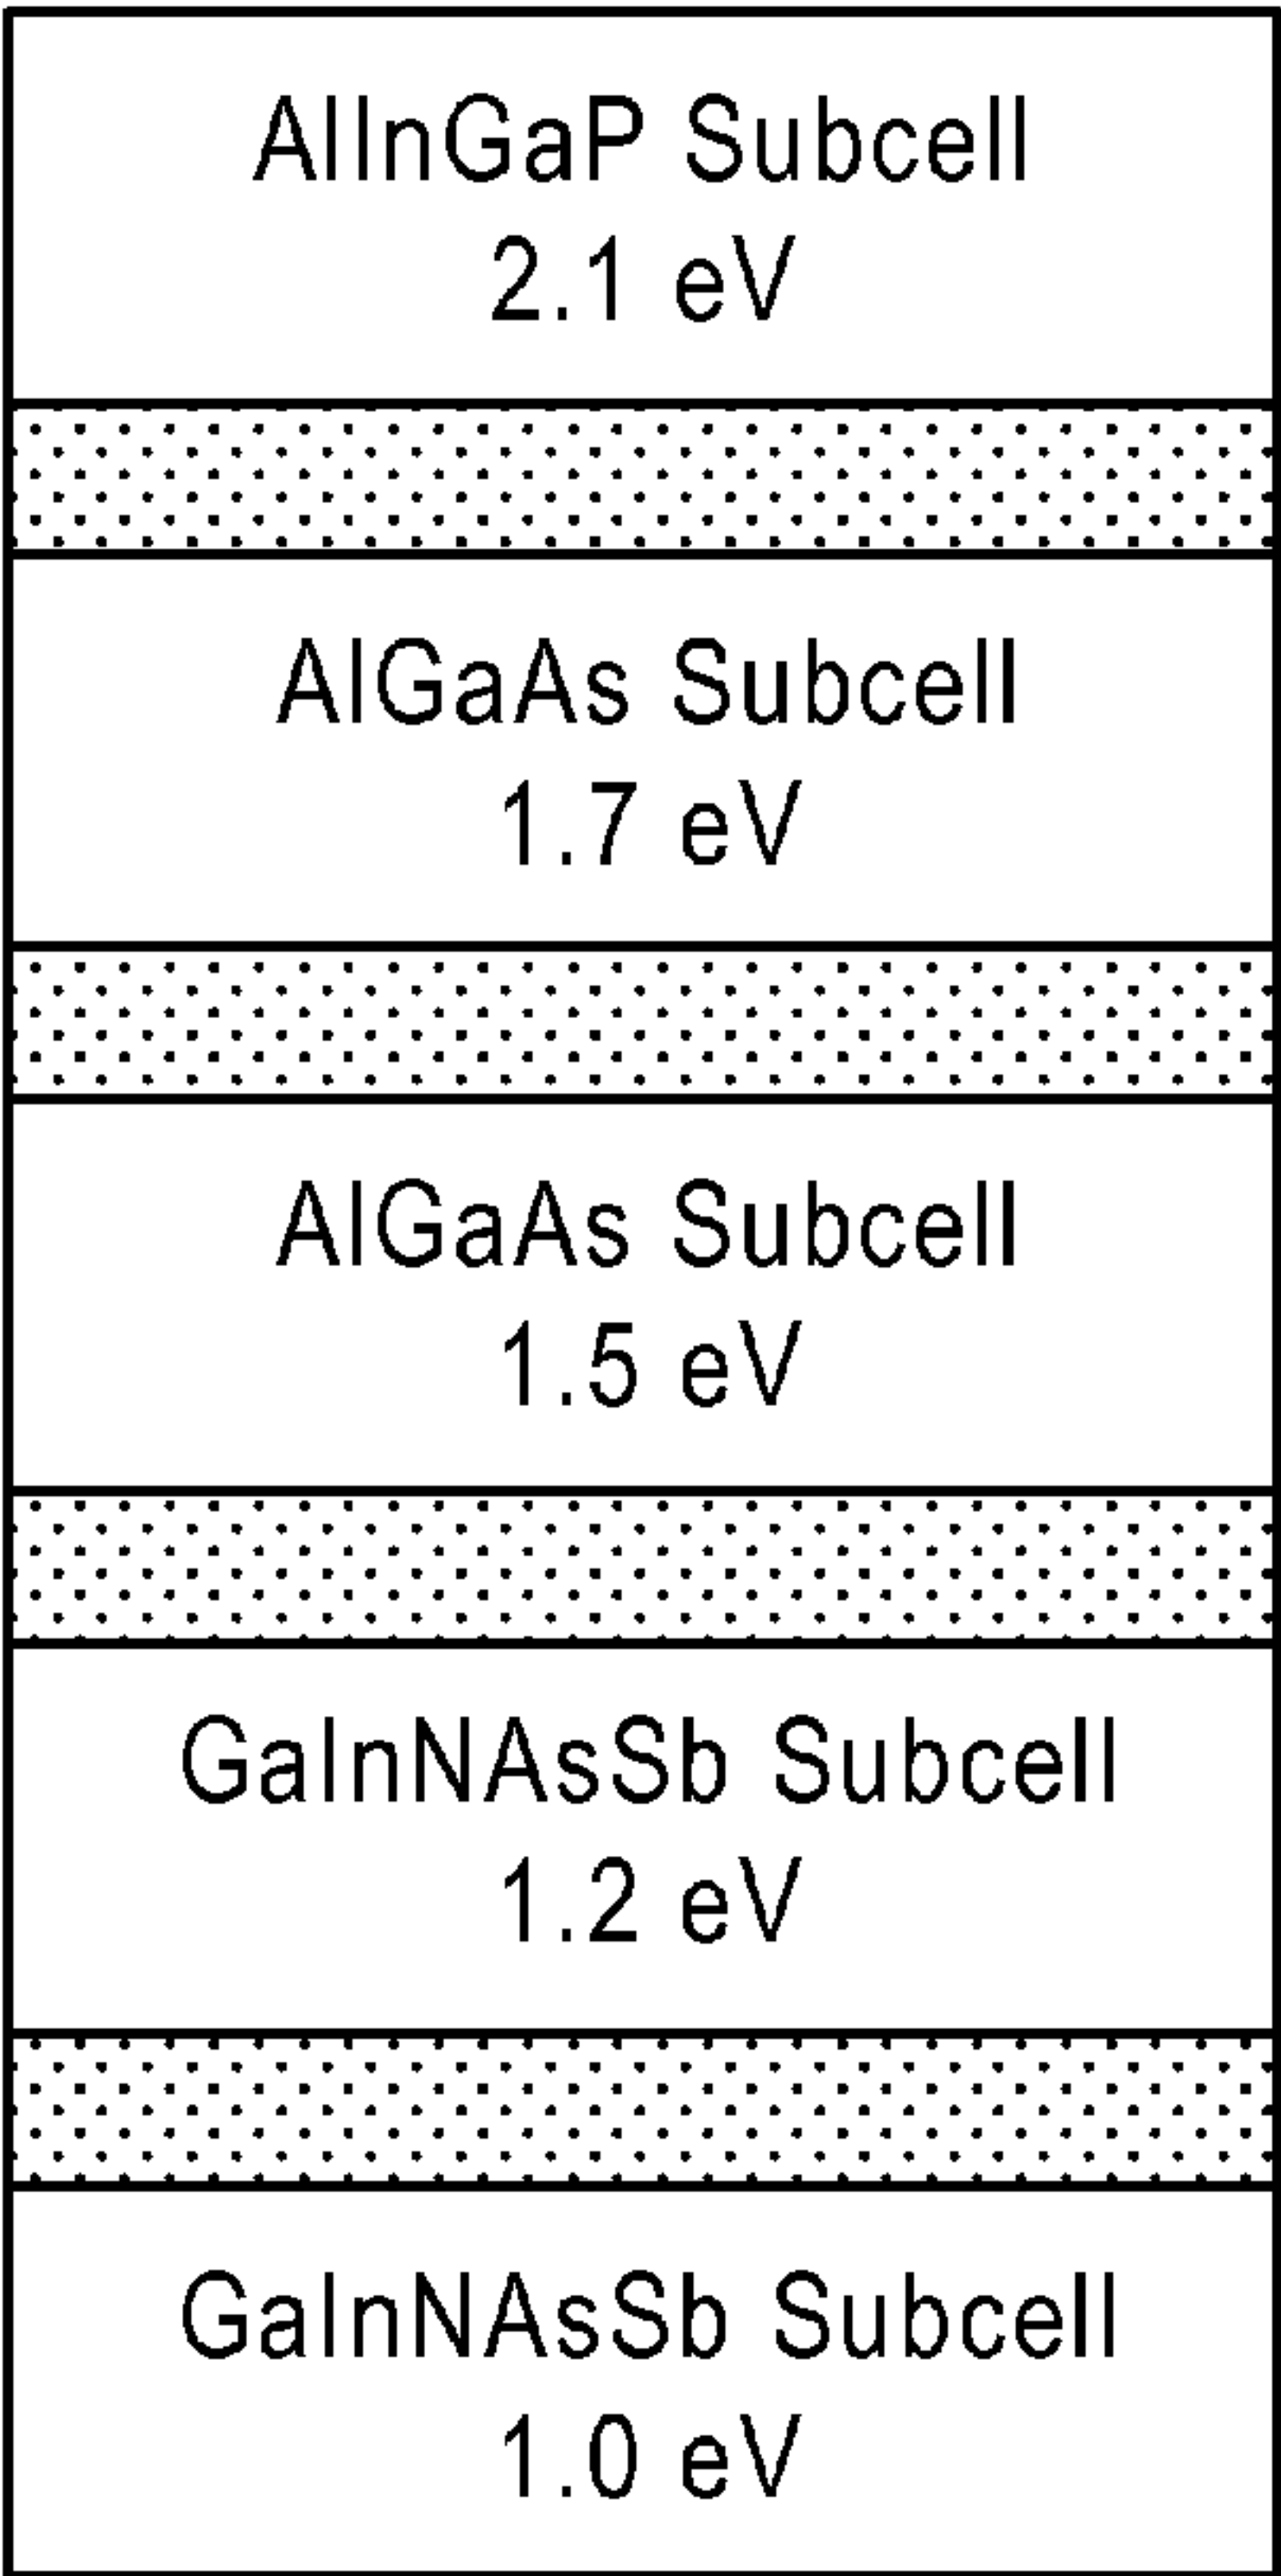 AlInGaP Subcell
2.1 eV
AlGaAs Subcell
1.7 eV
AlGaAs Subcell
1.5 eV
GaInNAsSb Subcell
1.2 eV
GaInNAsSb Subcell
1.0 eV